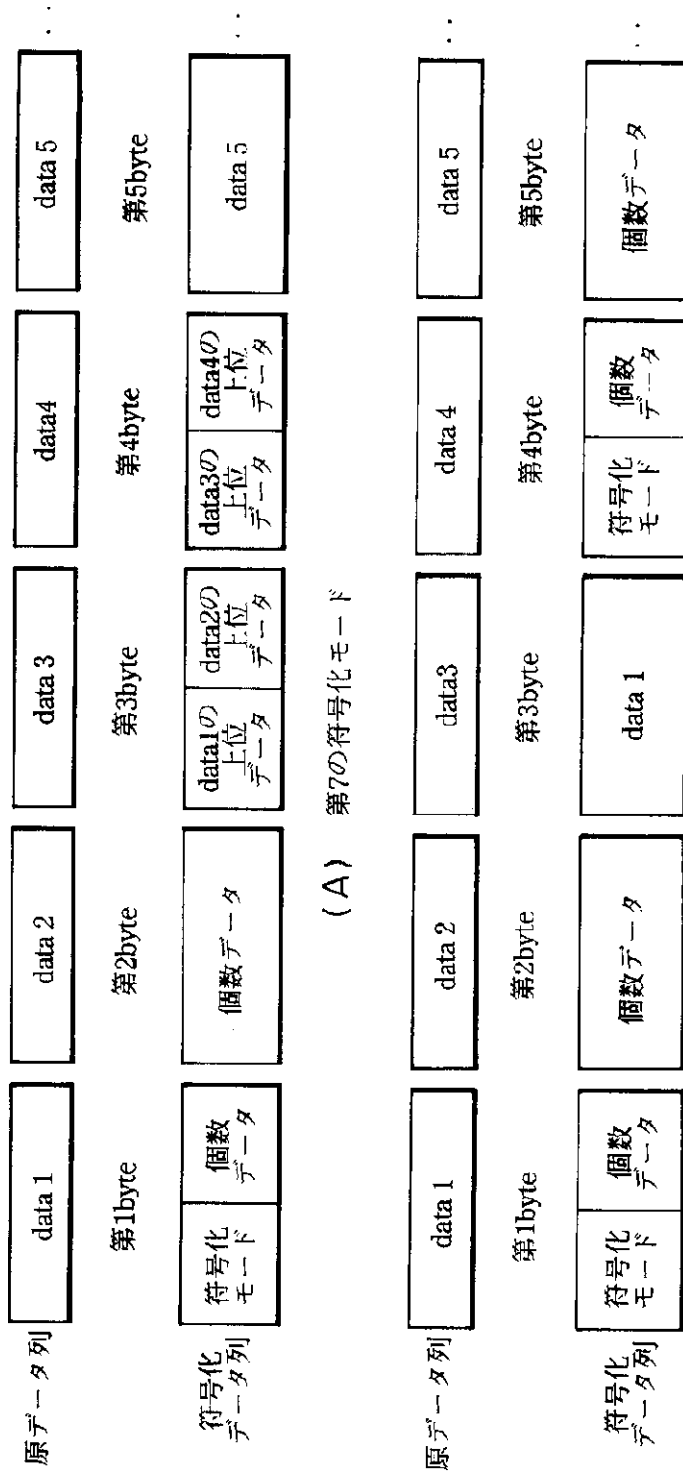 原データ列
data 1
data 2
data 3
data4
data 5
‥
第1byte
第2byte
第3byte
第4byte
第5byte
符号化
データ列
符号化
モード
個数
データ
個数データ
data1の
上位
データ
data2の
上位
データ
data3の
上位
データ
data4の
上位
データ
data 5
‥
(A) 第7の符号化モード
原データ列
data 1
data 2
data3
data 4
data 5
‥
第1byte
第2byte
第3byte
第4byte
第5byte
符号化
データ列
符号化
モード
個数
データ
個数データ
data 1
符号化
モード
個数
データ
個数データ
‥